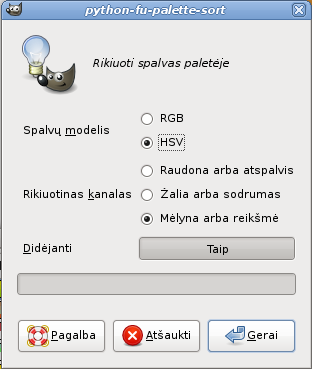 python-fu-palette-sort
Rikiuoti spalvas paletėje
Spalvų modelis
RGB
HSV
Rikiuotinas kanalas
Raudona arba atspalvis
Žalia arba sodrumas
Mėlyna arba reikšmė
Didėjanti
Taip
Pagalba
Atšaukti
Gerai